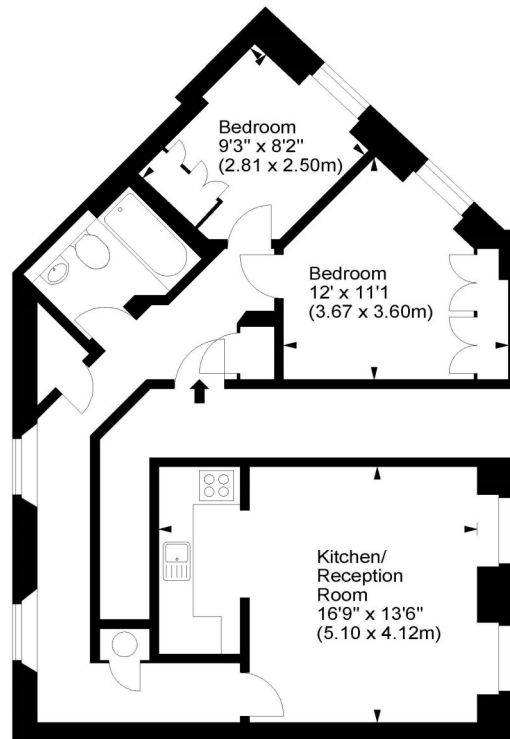 Bedroom
9'3" x 8'2"
(2.81 x 2.50m)
Bedroom
12' x 11'1
(3.67 x 3.60m)
Kitchen/
Reception
Room
16'9" x 13'6"
(5.10 x 4.12m)